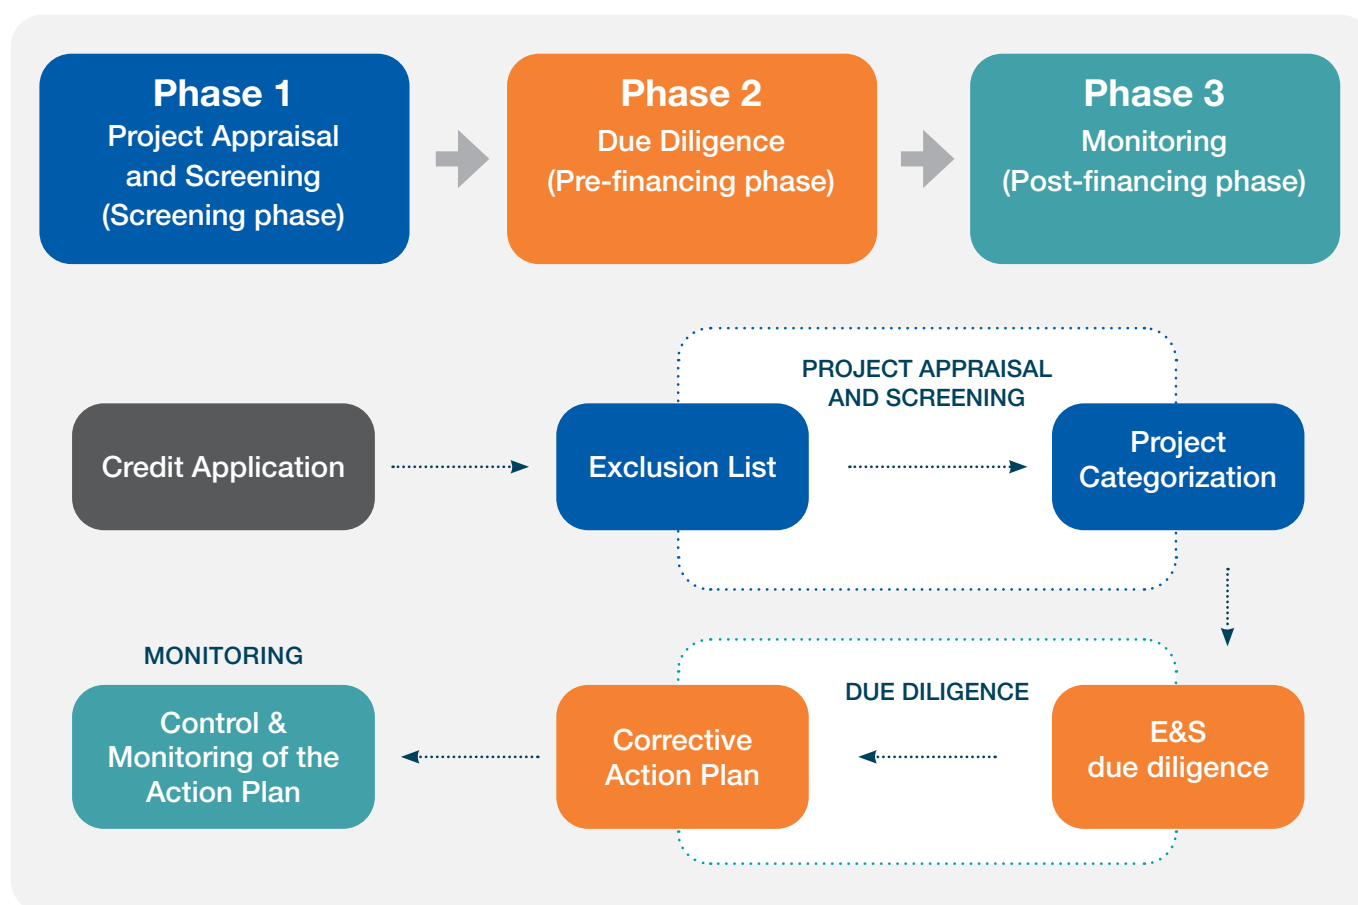 Phase 1
Project Appraisal
and Screening
(Screening phase)
Phase 2
Due Diligence
(Pre-financing phase)
Phase 3
Monitoring
(Post-financing phase)
PROJECT APPRAISAL
AND SCREENING
Credit Application
Exclusion List
Project
Categorization
MONITORING
Control &
Monitoring of the
Action Plan
Corrective
Action Plan
DUE DILIGENCE
E&S
due diligence